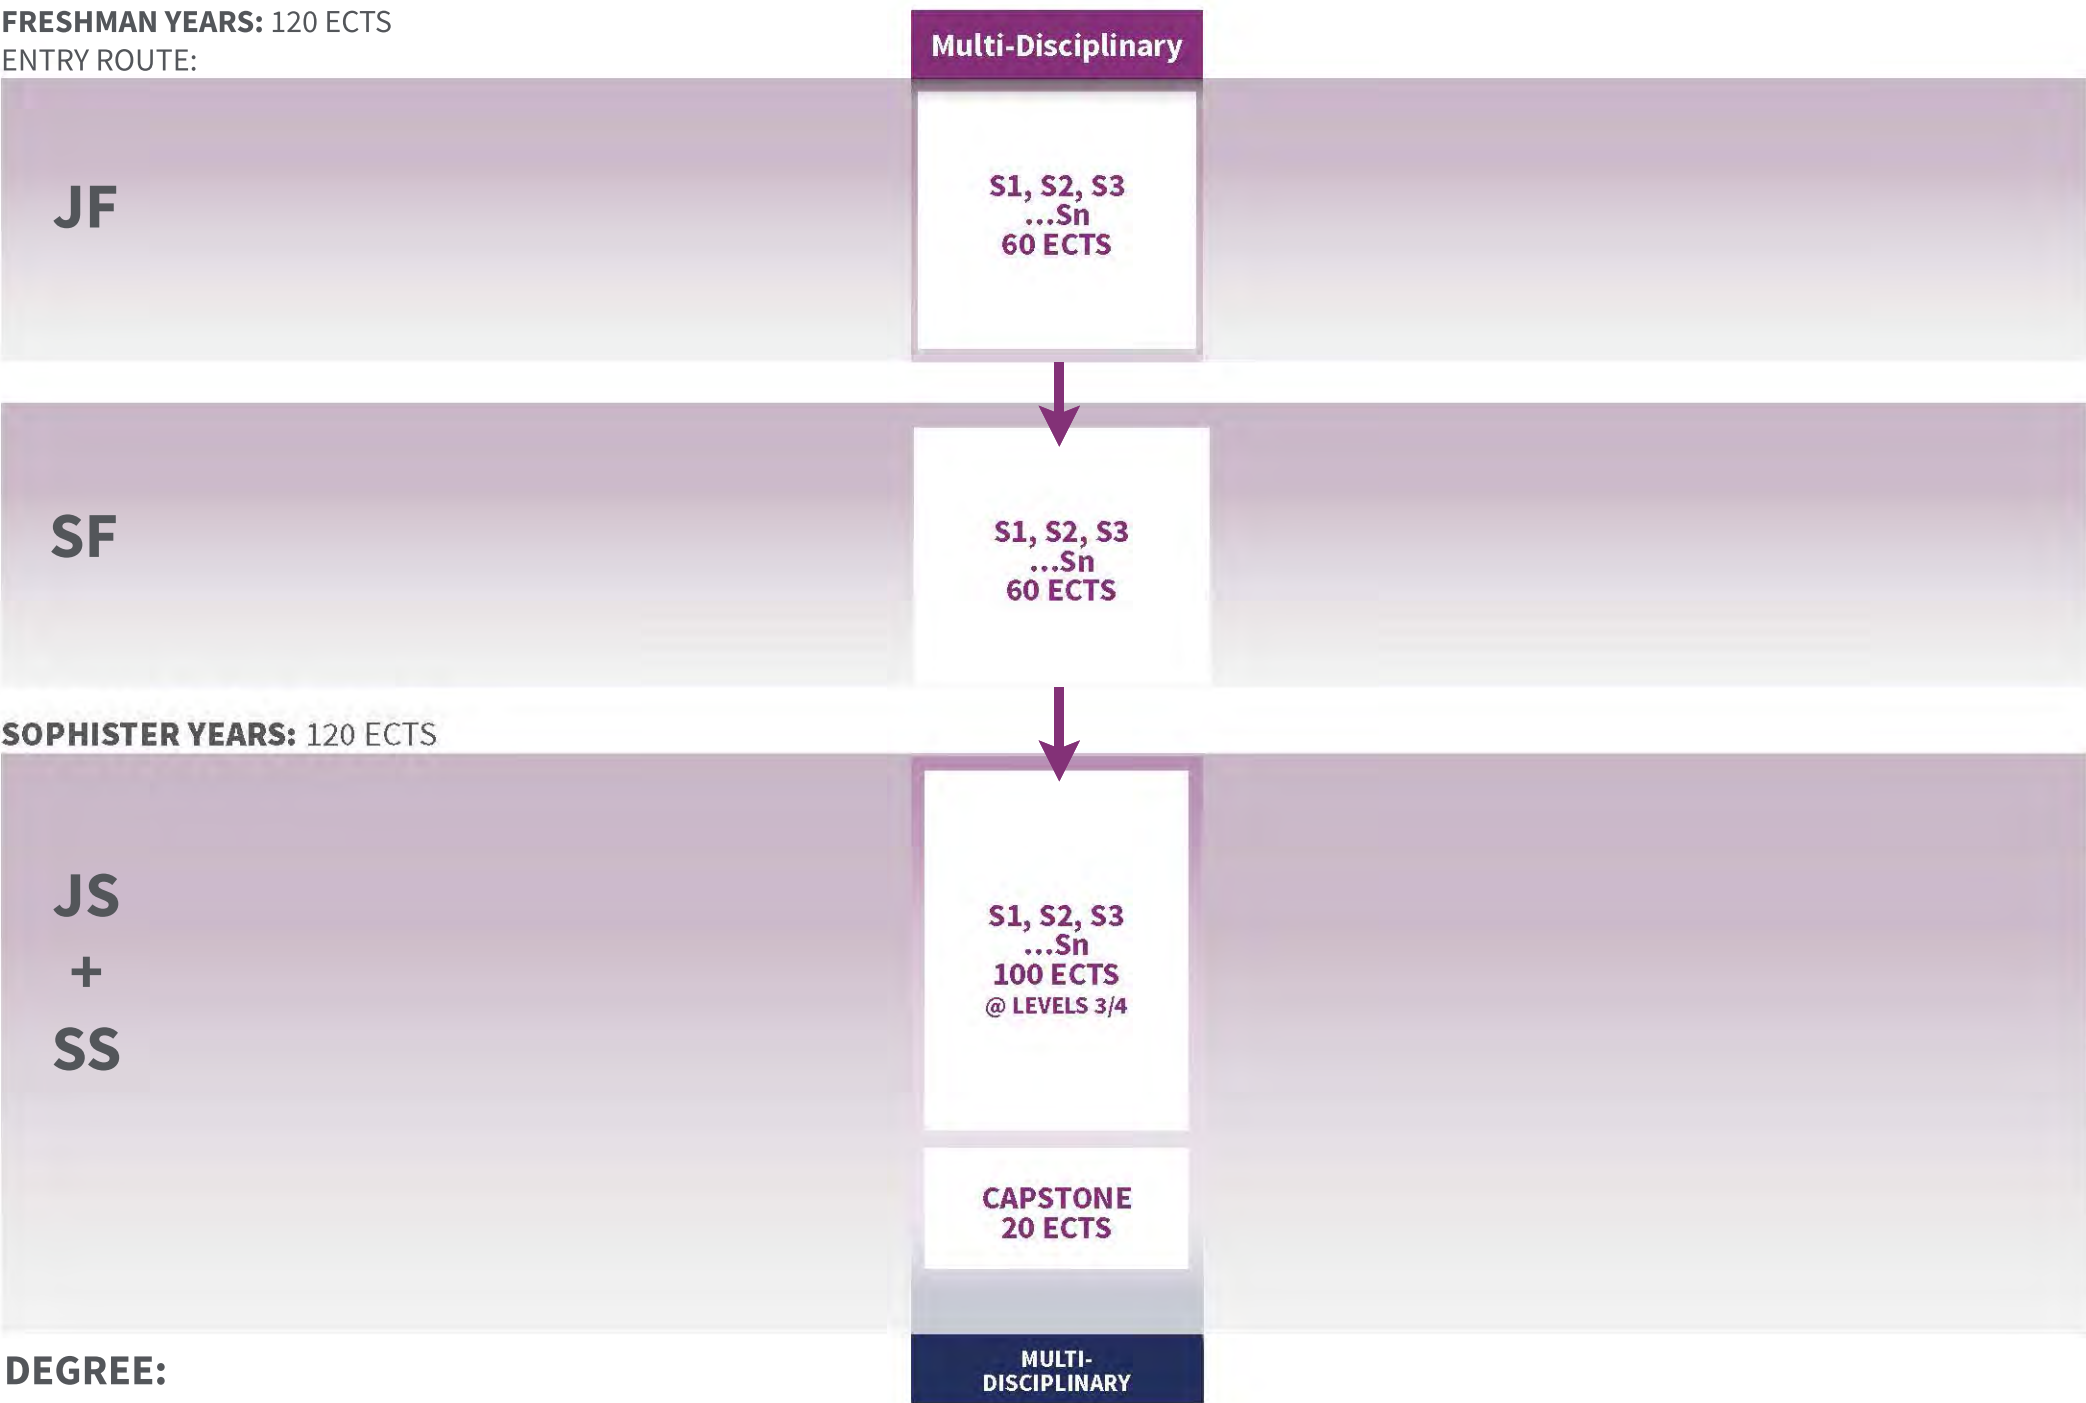 FRESHMAN YEARS: 120 ECTS
ENTRY ROUTE:
Multi-Disciplinary
JF
S1, S2, S3
...Sn
60 ECTS
SF
S1, S2, S3
...Sn
60 ECTS
SOPHISTER YEARS: 120 ECTS
JS
+
SS
S1, S2, S3
...Sn
100 ECTS
@ LEVELS 3/4
CAPSTONE
20 ECTS
DEGREE:
MULTI-
DISCIPLINARY